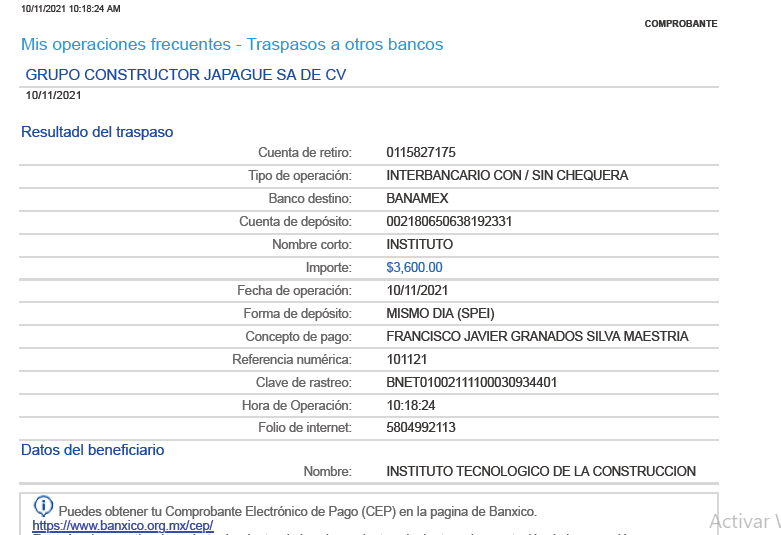 10/11/2021 10:18:24 AM
COMPROBANTE
Mis operaciones frecuentes - Traspasos a otros bancos
GRUPO CONSTRUCTOR JAPAGUE SA DE CV
10/11/2021
Resultado del traspaso
Cuenta de retiro: 0115827175
Tipo de operación: INTERBANCARIO CON / SIN CHEQUERA
Banco destino: BANAMEX
Cuenta de depósito: 002180650638192331
Nombre corto: INSTITUTO
Importe: $3,600.00
Fecha de operación: 10/11/2021
Forma de depósito: MISMO DIA (SPEI)
Concepto de pago: FRANCISCO JAVIER GRANADOS SILVA MAESTRIA
Referencia numérica: 101121
Clave de rastreo: BNET01002111100030934401
Hora de Operación: 10:18:24
Folio de internet: 5804992113
Datos del beneficiario
Nombre: INSTITUTO TECNOLOGICO DE LA CONSTRUCCION
Puedes obtener tu Comprobante Electrónico de Pago (CEP) en la pagina de Banxico.
https://www.banxico.org.mx/cep/
Activar